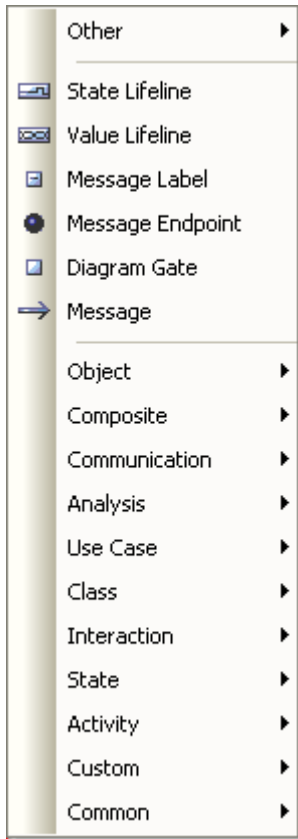 Other
State Lifeline
Value Lifeline
Message Label
Message Endpoint
Diagram Gate
Message
Object
Composite
Communication
Analysis
Use Case
Class
Interaction
State
Activity
Custom
Common